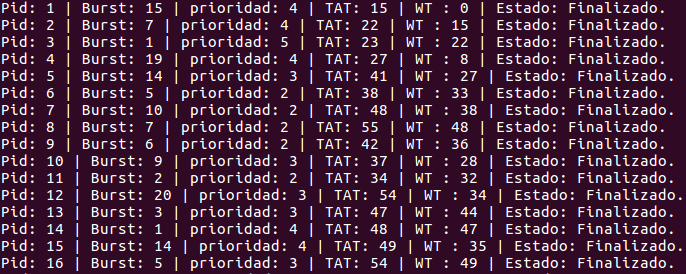 Pid: 1 | Burst: 15 | prioridad: 4 | TAT: 15 | WT : 0 | Estado: Finalizado.
Pid: 2 | Burst: 7 | prioridad: 4 | TAT: 22 | WT : 15 | Estado: Finalizado.
Pid: 3 | Burst: 1 | prioridad: 5 | TAT: 23 | WT : 22 | Estado: Finalizado.
Pid: 4 | Burst: 19 | prioridad: 4 | TAT: 27 | WT : 8 | Estado: Finalizado.
Pid: 5 | Burst: 14 | prioridad: 3 | TAT: 41 | WT : 27 | Estado: Finalizado.
Pid: 6 | Burst: 5 | prioridad: 2 | TAT: 38 | WT : 33 | Estado: Finalizado.
Pid: 7 | Burst: 10 | prioridad: 2 | TAT: 48 | WT : 38 | Estado: Finalizado.
Pid: 8 | Burst: 7 | prioridad: 2 | TAT: 55 | WT : 48 | Estado: Finalizado.
Pid: 9 | Burst: 6 | prioridad: 2 | TAT: 42 | WT : 36 | Estado: Finalizado.
Pid: 10 | Burst: 9 | prioridad: 3 | TAT: 37 | WT : 28 | Estado: Finalizado.
Pid: 11 | Burst: 2 | prioridad: 2 | TAT: 34 | WT : 32 | Estado: Finalizado.
Pid: 12 | Burst: 20 | prioridad: 3 | TAT: 54 | WT : 34 | Estado: Finalizado.
Pid: 13 | Burst: 3 | prioridad: 3 | TAT: 47 | WT : 44 | Estado: Finalizado.
Pid: 14 | Burst: 1 | prioridad: 4 | TAT: 48 | WT : 47 | Estado: Finalizado.
Pid: 15 | Burst: 14 | prioridad: 4 | TAT: 49 | WT : 35 | Estado: Finalizado.
Pid: 16 | Burst: 5 | prioridad: 3 | TAT: 54 | WT : 49 | Estado: Finalizado.